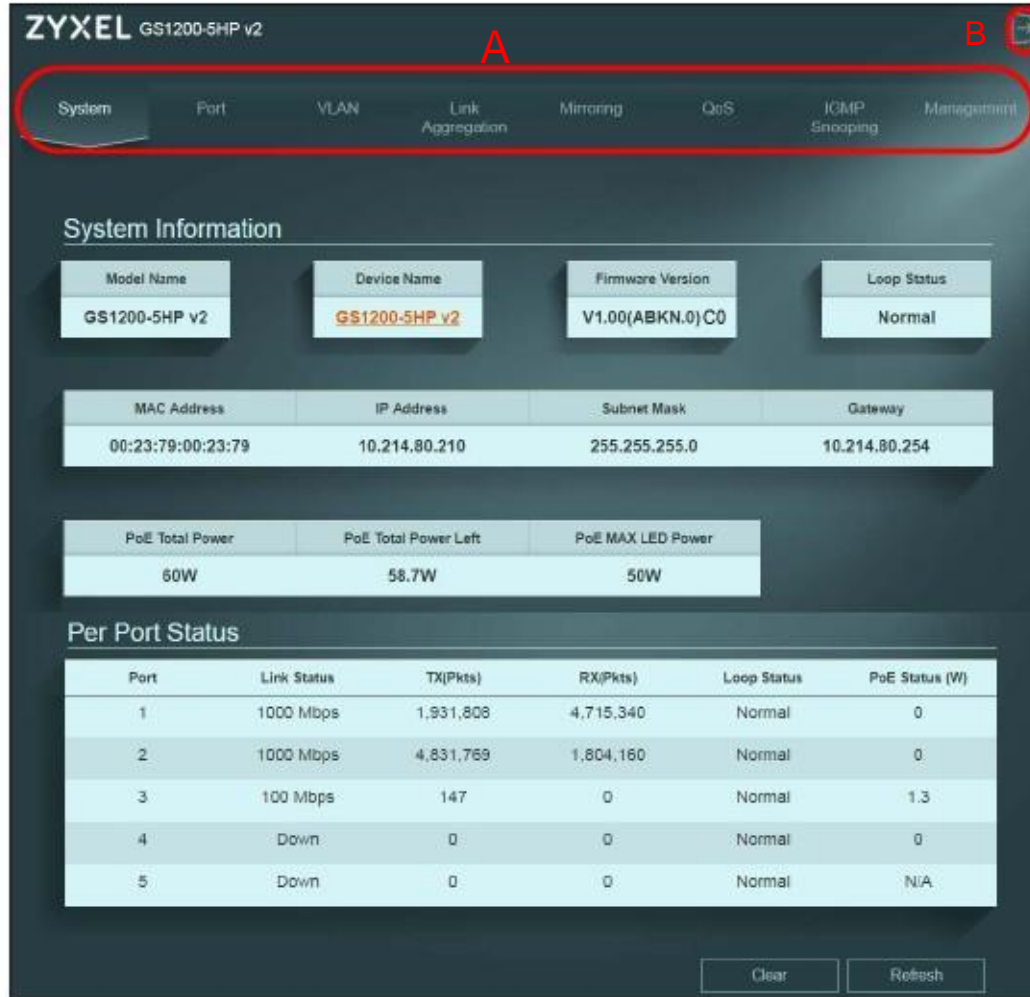 ZYXEL GS1200-5HP v2
A
B
System Port VLAN Link Aggregation Mirroring QoS IGMP Snooping Management
System Information
Model Name Device Name Firmware Version Loop Status
GS1200-5HP v2 GS1200-5HP v2 V1.00(ABKN.0)C0 Normal
MAC Address IP Address Subnet Mask Gateway
00:23:79:00:23:79 10.214.80.210 255.255.255.0 10.214.80.254
PoE Total Power PoE Total Power Left PoE MAX LED Power
60W 58.7W 50W
Per Port Status
Port Link Status TX(Pkts) RX(Pkts) Loop Status PoE Status (W)
1 1000 Mbps 1,931,808 4,715,340 Normal 0
2 1000 Mbps 4,831,769 1,804,160 Normal 0
3 100 Mbps 147 0 Normal 1.3
4 Down 0 0 Normal 0
5 Down 0 0 Normal N/A
Clear Refresh